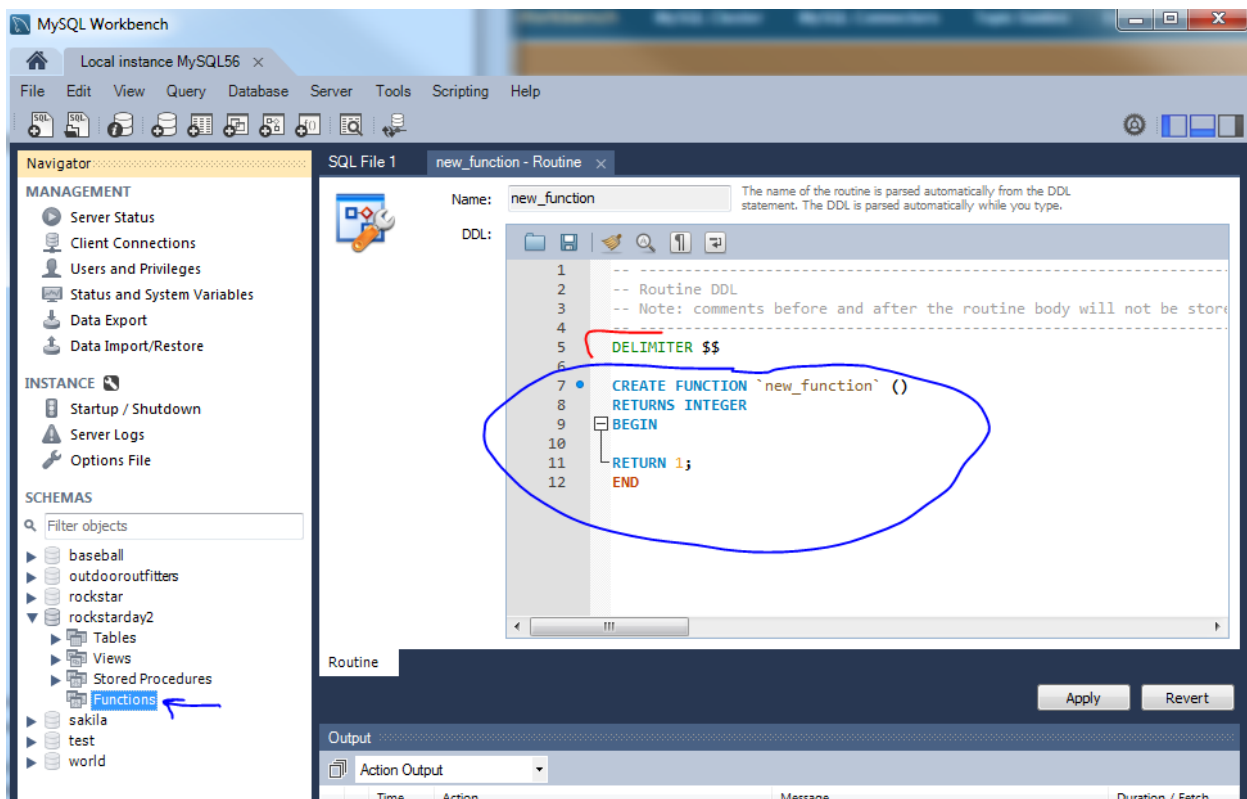 MySQL Workbench
Local instance MySQL56
File Edit View Query Database Server Tools Scripting Help
Navigator
MANAGEMENT
Server Status
Client Connections
Users and Privileges
Status and System Variables
Data Export
Data Import/Restore
INSTANCE
Startup / Shutdown
Server Logs
Options File
SCHEMAS
Filter objects
baseball
outdooroutfitters
rockstar
rockstarday2
Tables
Views
Stored Procedures
Functions
sakila
test
world
SQL File 1 new_function - Routine
Name: new_function
The name of the routine is parsed automatically from the DDL
statement. The DDL is parsed automatically while you type.
DDL:
1 -- ----------------------------------------------------------------
2 -- Routine DDL
3 -- Note: comments before and after the routine body will not be store
4 -- ----------------------------------------------------------------
5 DELIMITER $$
6
7 CREATE FUNCTION `new_function` ()
8 RETURNS INTEGER
9 BEGIN
10
11 RETURN 1;
12 END
Routine
Apply Revert
Output
Action Output
Time Action Message Duration / Fetch